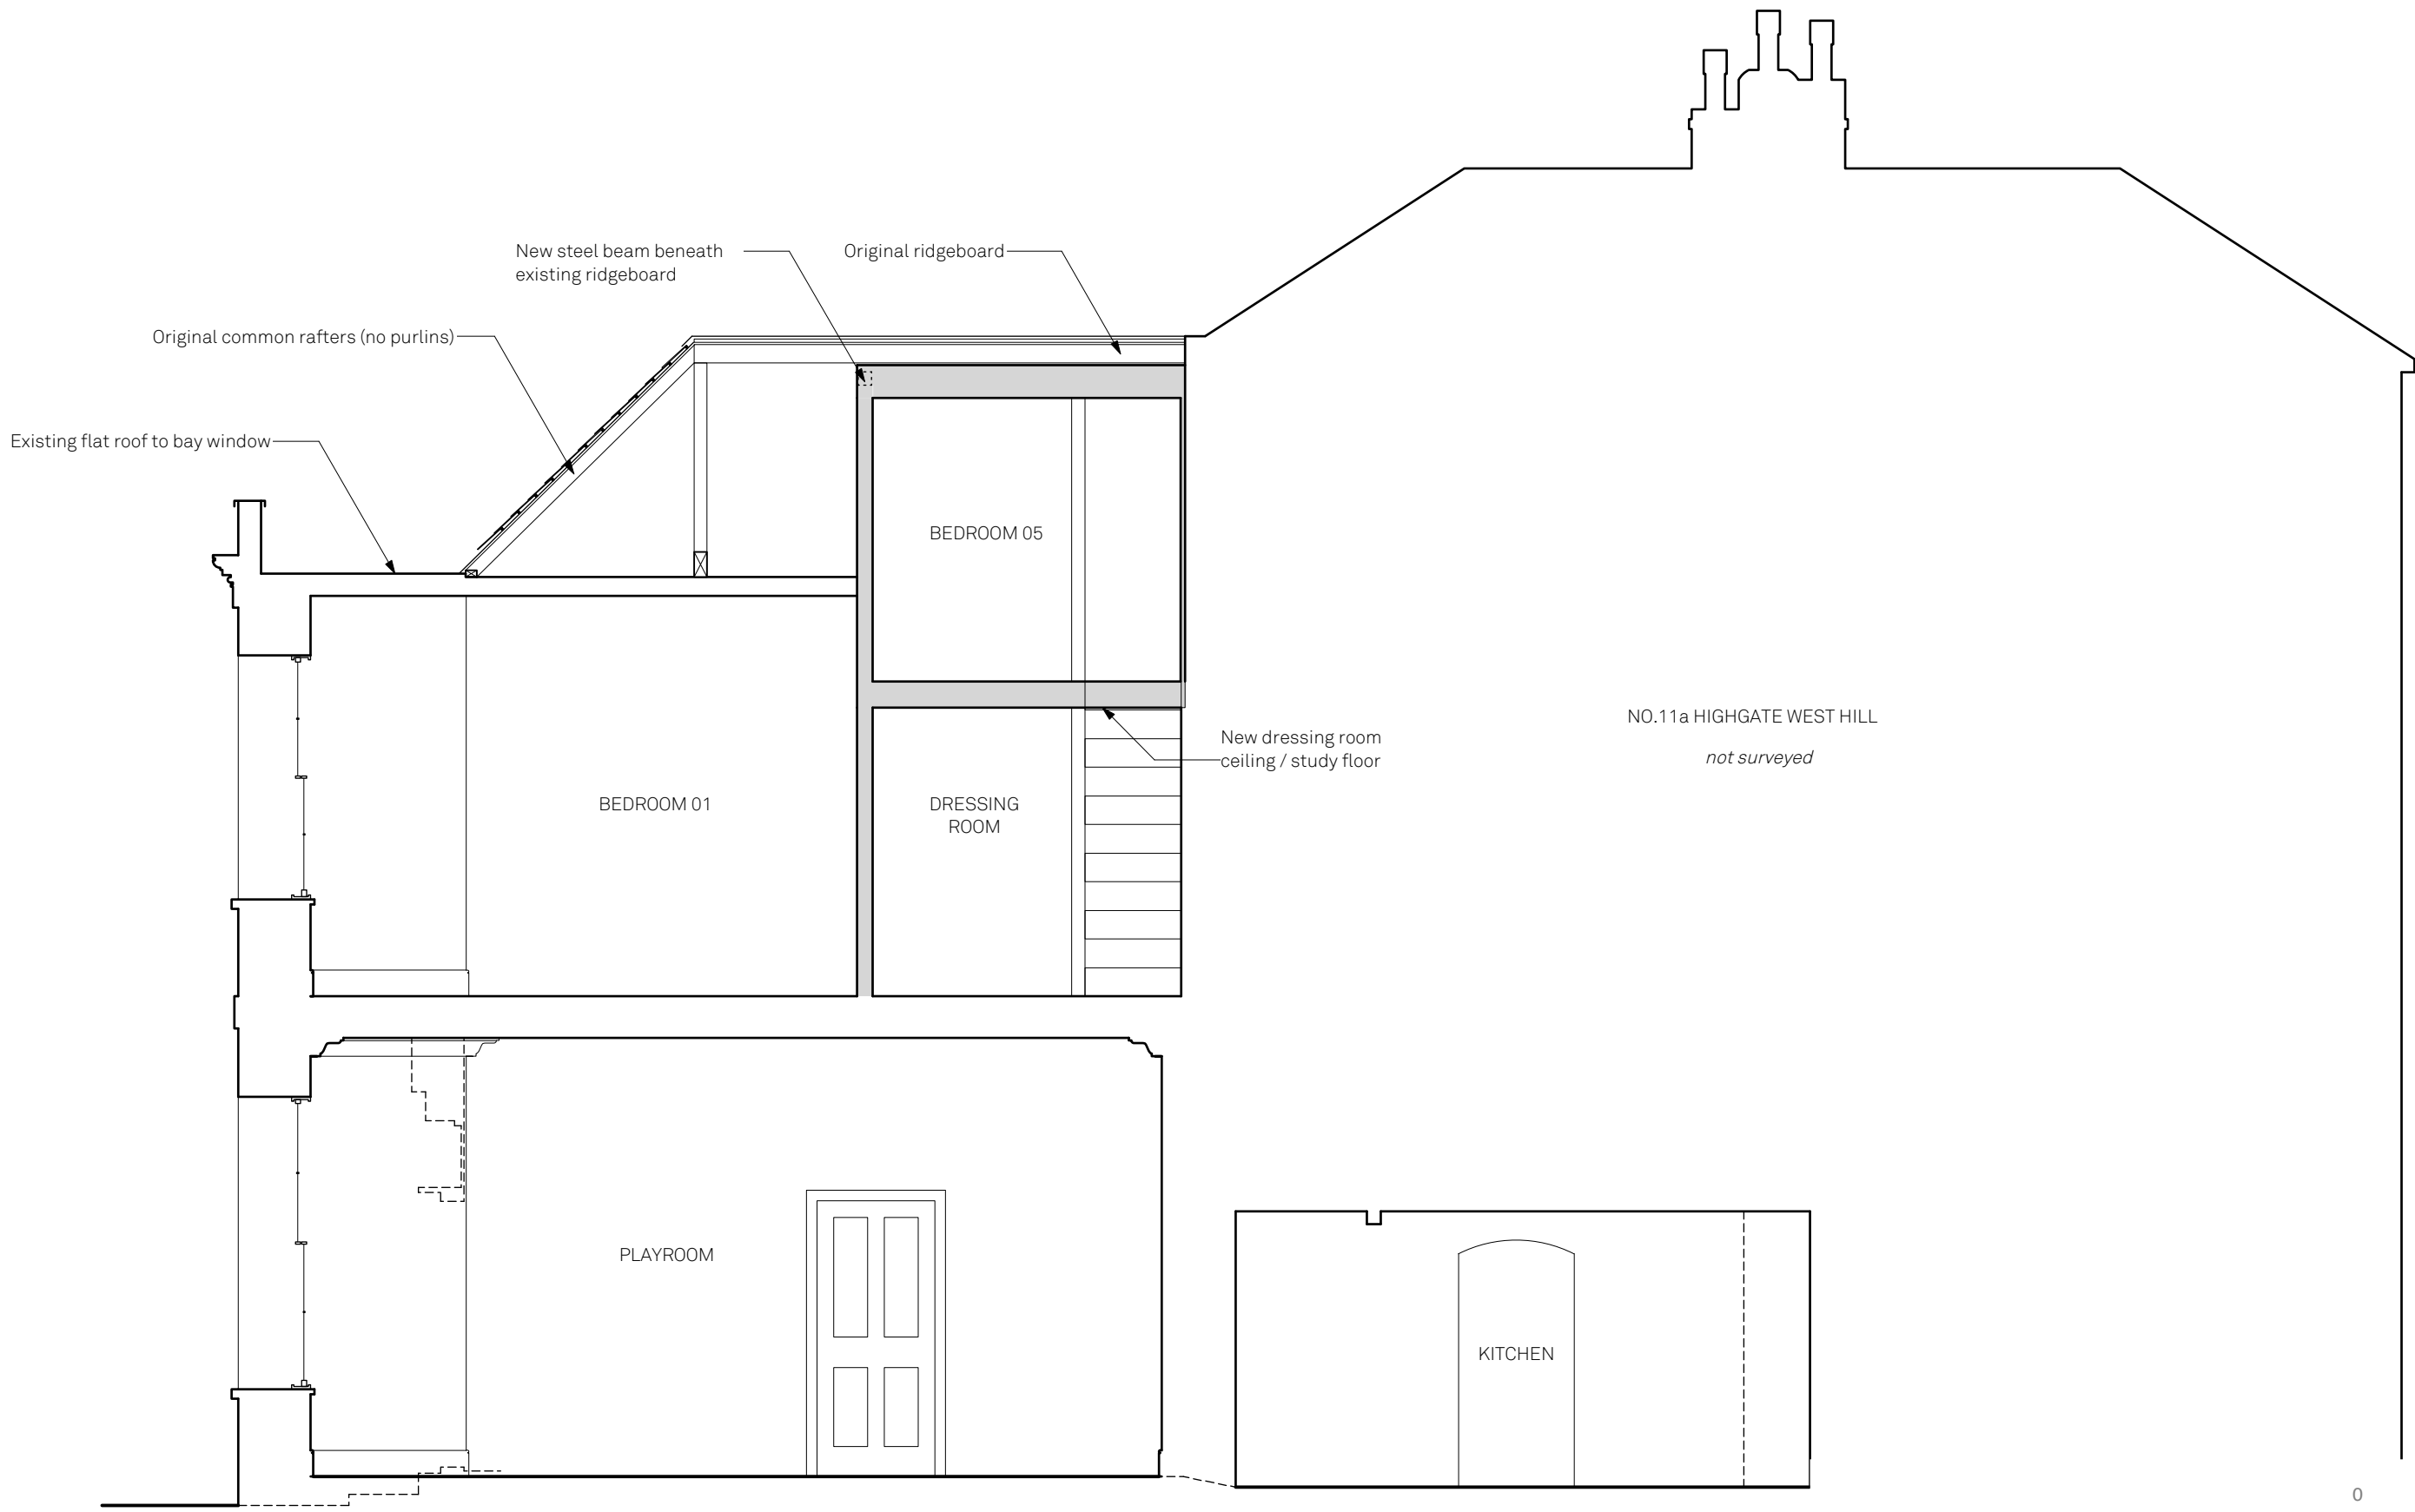 New steel beam beneath
existing ridgeboard
Original ridgeboard
Original common rafters (no purlins)
Existing flat roof to bay window
BEDROOM 05
NO.11a HIGHGATE WEST HILL
not surveyed
New dressing room
ceiling / study floor
BEDROOM 01
DRESSING
ROOM
PLAYROOM
KITCHEN
0